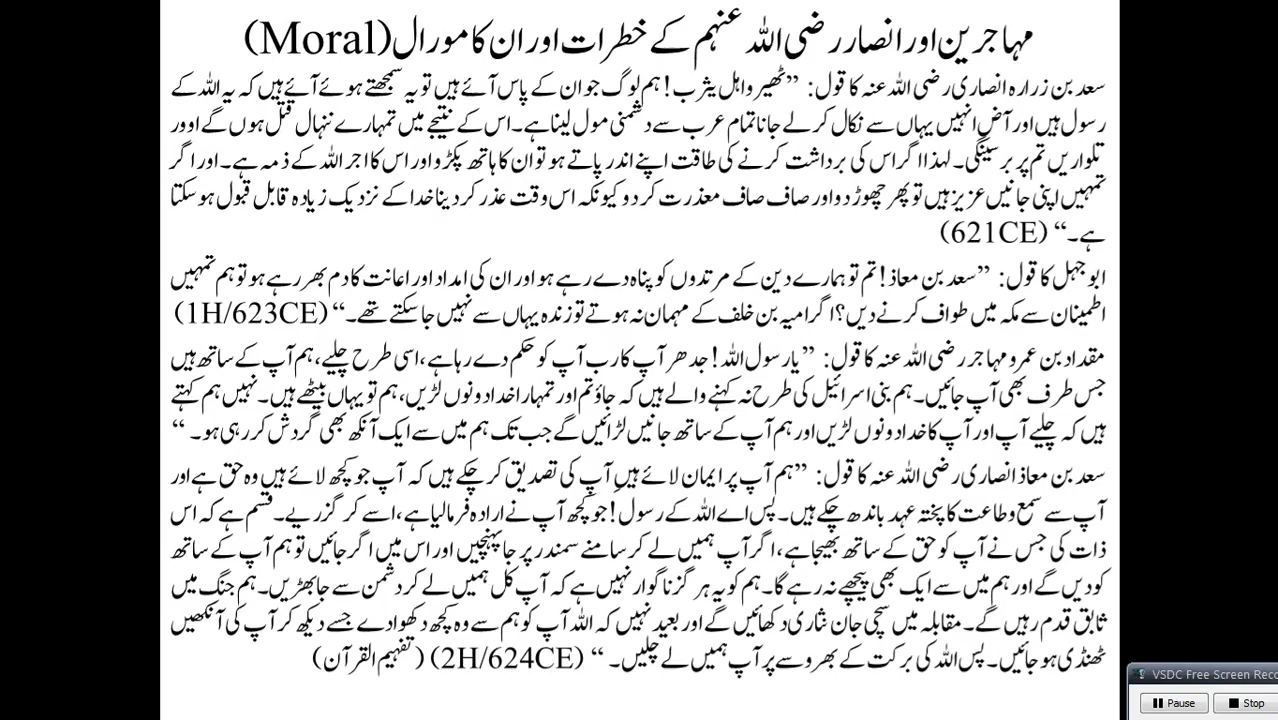 مہاجرین اور انصار رضی اللہ عنہم کے خطرات اور ان کا مورال (Moral)
سعد بن زرارہ انصاری رضی اللہ عنہ کا قول: ”ٹھیرو اہل یثرب! ہم لوگ جو ان کے پاس آئے ہیں تو یہ سمجھتے ہوئے آئے ہیں کہ یہ اللہ کے
رسول ہیں اور آض انہیں یہاں سے نکال کر لے جانا تمام عرب سے دشمنی مول لینا ہے۔ اس کے نتیجے میں تمہارے ننہال قتل ہوں گے اوور
تلواریں تم پر برسینگی۔ لہذا اگر اس کی برداشت کرنے کی طاقت اپنے اندر پاتے ہو تو ان کا ہاتھ پکڑو اور اس کا اجر اللہ کے ذمہ ہے۔ اور اگر
تمہیں اپنی جانیں عزیز ہیں تو پھر چھوڑ دو اور صاف صاف معذرت کر دو کیونکہ اس وقت عذر کر دینا خدا کے نزدیک زیادہ قابل قبول ہو سکتا
ہے۔“ (621CE)
ابو جہل کا قول: ”سعد بن معاذ! تم تو ہمارے دین کے مرتدوں کو پناہ دے رہے ہو اور ان کی امداد اور اعانت کا دم بھر رہے ہو تو ہم تمہیں
اطمینان سے مکہ میں طواف کرنے دیں؟ اگر امیہ بن خلف کے مہمان نہ ہوتے تو زندہ یہاں سے نہیں جا سکتے تھے۔“ (1H/623CE)
مقداد بن عمرو مہاجر رضی اللہ عنہ کا قول: ”یا رسول اللہ! جدھر آپ کا رب آپ کو حکم دے رہا ہے، اسی طرح چلیے، ہم آپ کے ساتھ ہیں
جس طرف بھی آپ جائیں۔ ہم بنی اسرائیل کی طرح نہ کہنے والے ہیں کہ جاؤ تم اور تمہارا خدا دونوں لڑیں، ہم تو یہاں بیٹھے ہیں۔ نہیں ہم کہتے
ہیں کہ چلیے آپ اور آپ کا خدا دونوں لڑیں اور ہم آپ کے ساتھ جانیں لڑائیں گے جب تک ہم میں سے ایک آنکھ بھی گردش کر رہی ہو۔ “
سعد بن معاذ انصاری رضی اللہ عنہ کا قول: ”ہم آپ پر ایمان لائے ہیں آپ کی تصدیق کر چکے ہیں کہ آپ جو کچھ لائے ہیں وہ حق ہے اور
آپ سے سمع و طاعت کا پختہ عہد باندھ چکے ہیں۔ پس اے اللہ کے رسول! جو کچھ آپ نے ارادہ فرما لیا ہے، اسے کر گزریے۔ قسم ہے کہ اس
ذات کی جس نے آپ کو حق کے ساتھ بھیجا ہے، اگر آپ ہمیں لے کر سامنے سمندر پر جا پہنچیں اور اس میں اگر جائیں تو ہم آپ کے ساتھ
کودیں گے اور ہم میں سے ایک بھی پیچھے نہ رہے گا۔ ہم کو یہ ہر گز ناگوار نہیں ہے کہ آپ کل ہمیں لے کر دشمن سے جا بھڑیں۔ ہم جنگ میں
ثابق قدم رہیں گے۔ مقابلہ میں سچی جان نثاری دکھائیں گے اور بعید نہیں کہ اللہ آپ کو ہم سے وہ کچھ دکھوا دے جسے دیکھ کر آپ کی آنکھیں
ٹھنڈی ہو جائیں۔ پس اللہ کی برکت کے بھروسے پر آپ ہمیں لے چلیں۔ “ (2H/624CE) (تفہیم القرآن)
VSDC Free Screen Reco
Pause
Stop